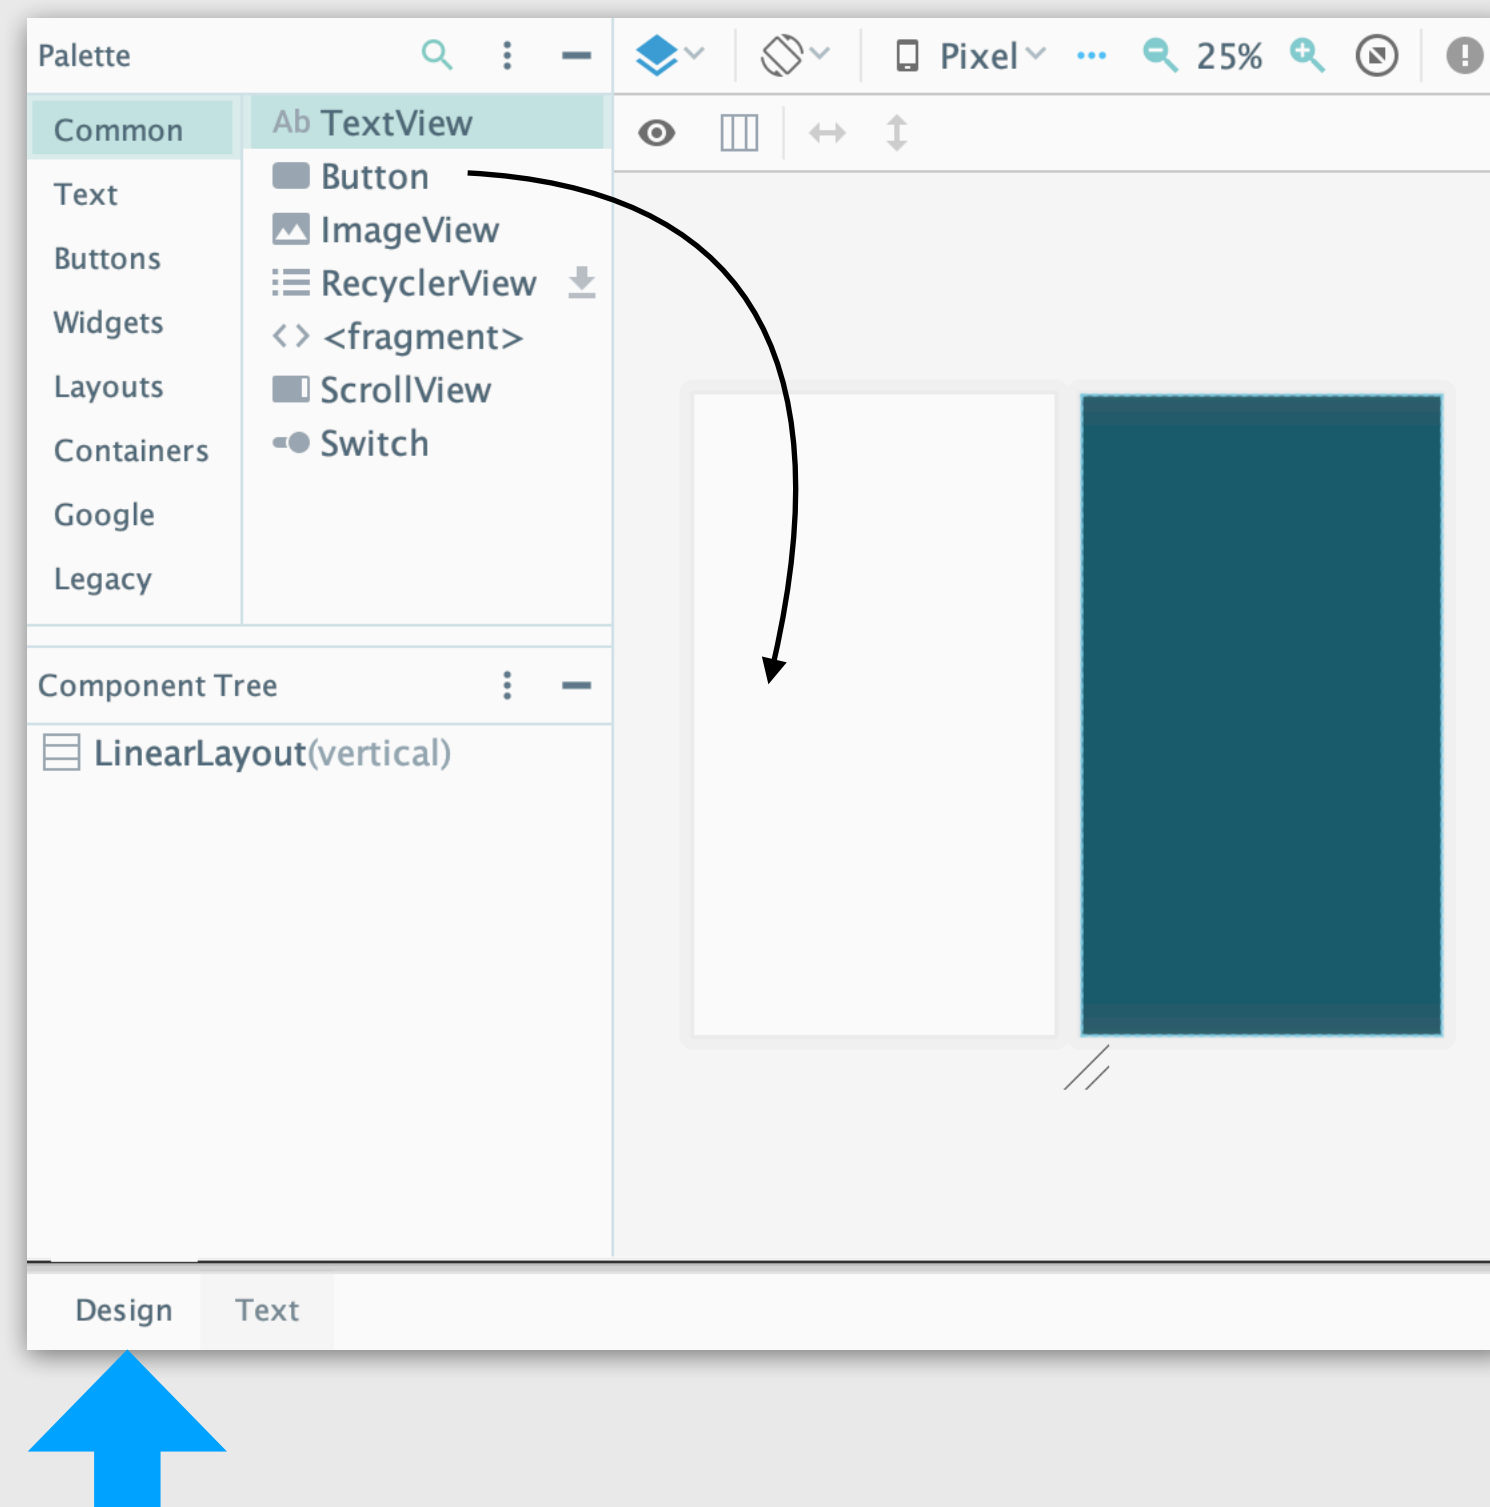 Palette
Pixel
25%
Common
Text
Buttons
Widgets
Layouts
Containers
Google
Legacy
Ab TextView
Button
ImageView
RecyclerView
<fragment>
ScrollView
Switch
Component Tree
LinearLayout(vertical)
Design
Text